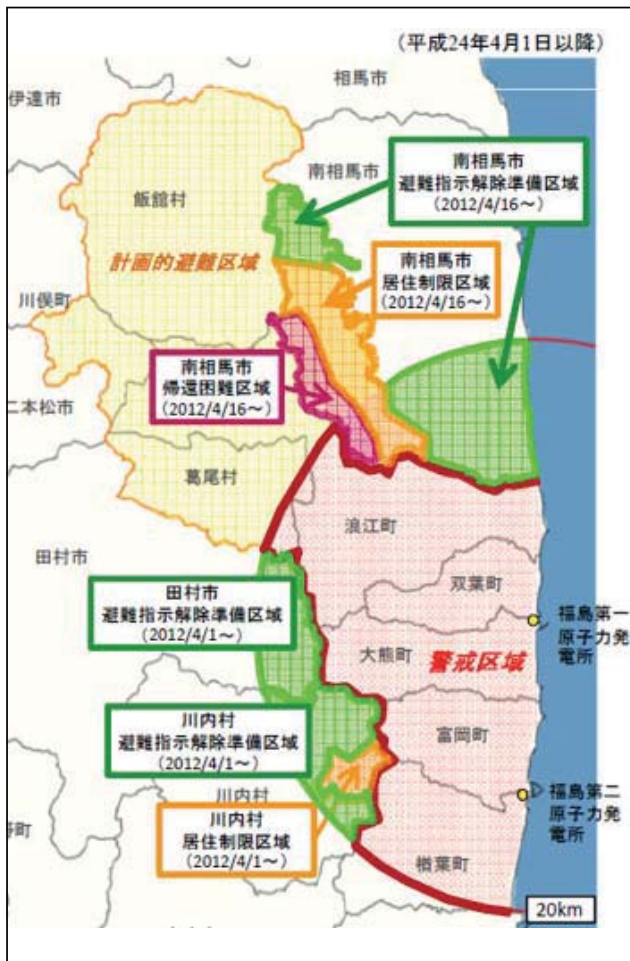 （平成24年4月1日以降）
相馬市
伊達市
南相馬市
避難指示解除準備区域
（2012/4/16～）
南相馬市
飯舘村
計画的避難区域
南相馬市
居住制限区域
（2012/4/16～）
川俣町
南相馬市
帰還困難区域
（2012/4/16～）
二本松市
葛尾村
浪江町
田村市
双葉町
田村市
避難指示解除準備区域
（2012/4/1～）
福島第一
原子力発
電所
大熊町
警戒区域
川内村
避難指示解除準備区域
（2012/4/1～）
富岡町
川内村
福島第二
原子力発
電所
川内村
居住制限区域
（2012/4/1～）
野町
楢葉町
20km